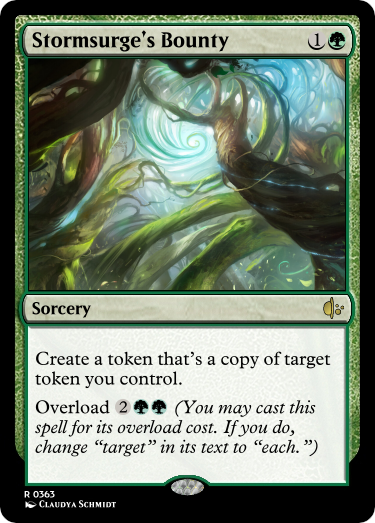 Stormsurge's Bounty 1
Sorcery
Create a token that's a copy of target
token you control.
Overload 2 (You may cast this
spell for its overload cost. If you do,
change “target” in its text to “each.”)
R 0363
Claudya Schmidt